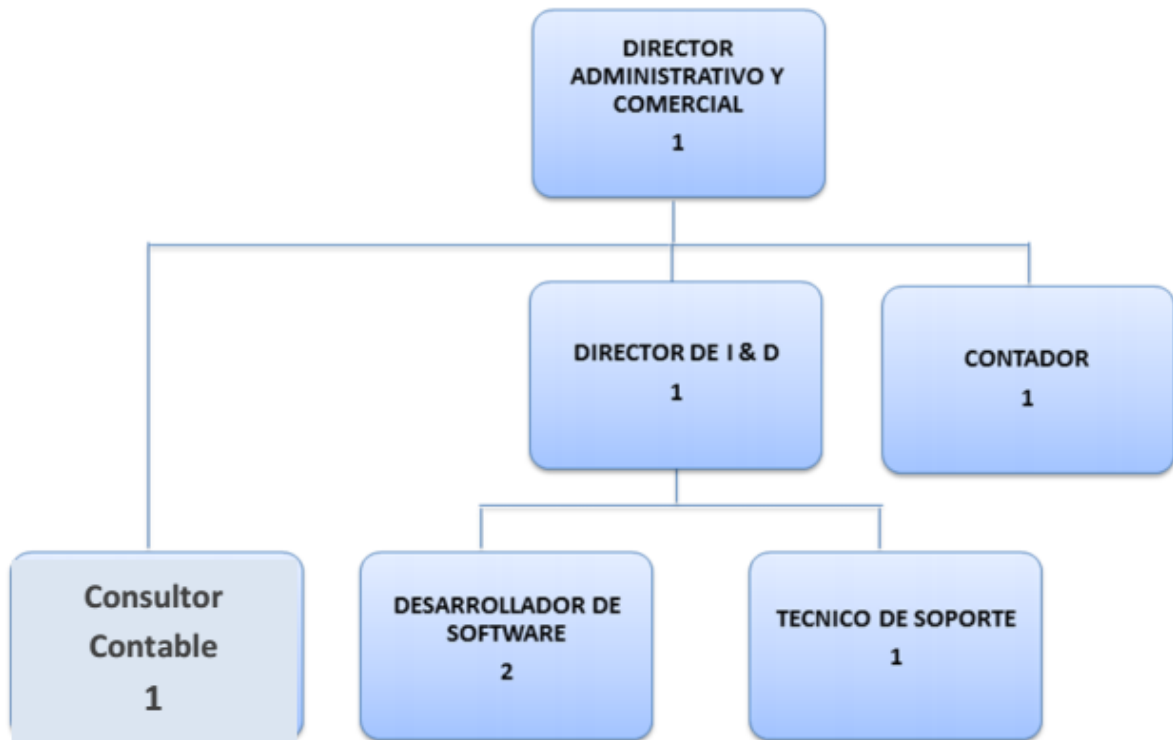 DIRECTOR
ADMINISTRATIVO Y
COMERCIAL
1
DIRECTOR DE I & D
1
CONTADOR
1
Consultor
Contable
1
DESARROLLADOR DE
SOFTWARE
2
TECNICO DE SOPORTE
1